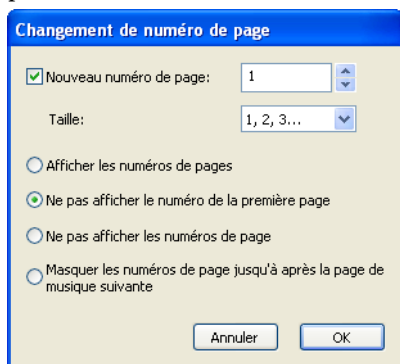 Changement de numéro de page
Nouveau numéro de page: 1
Taille: 1, 2, 3...
Afficher les numéros de pages
Ne pas afficher le numéro de la première page
Ne pas afficher les numéros de page
Masquer les numéros de page jusqu'à après la page de
musique suivante
Annuler OK